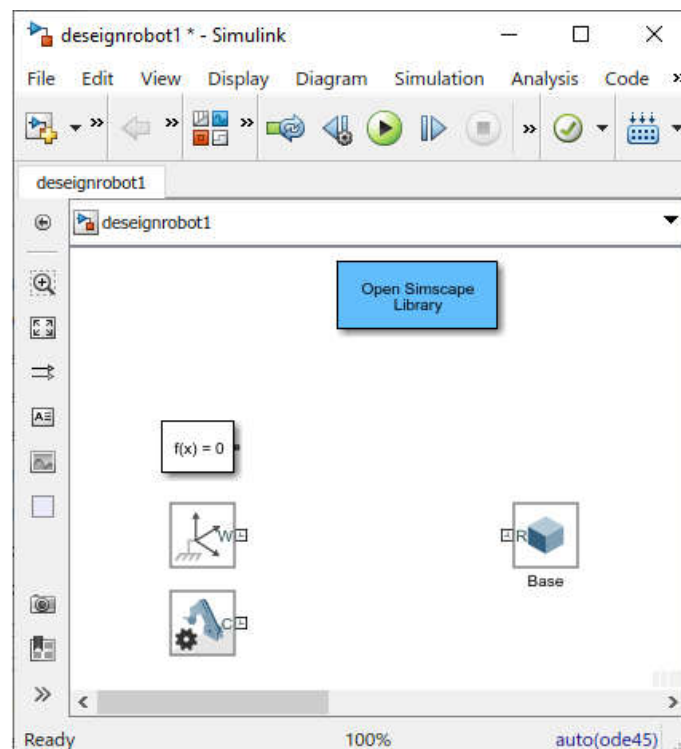 deseignrobot1 * - Simulink
File Edit View Display Diagram Simulation Analysis Code
deseignrobot1
deseignrobot1
Open Simscape
Library
f(x) = 0
W
R
Base
C
Ready 100% auto(ode45)